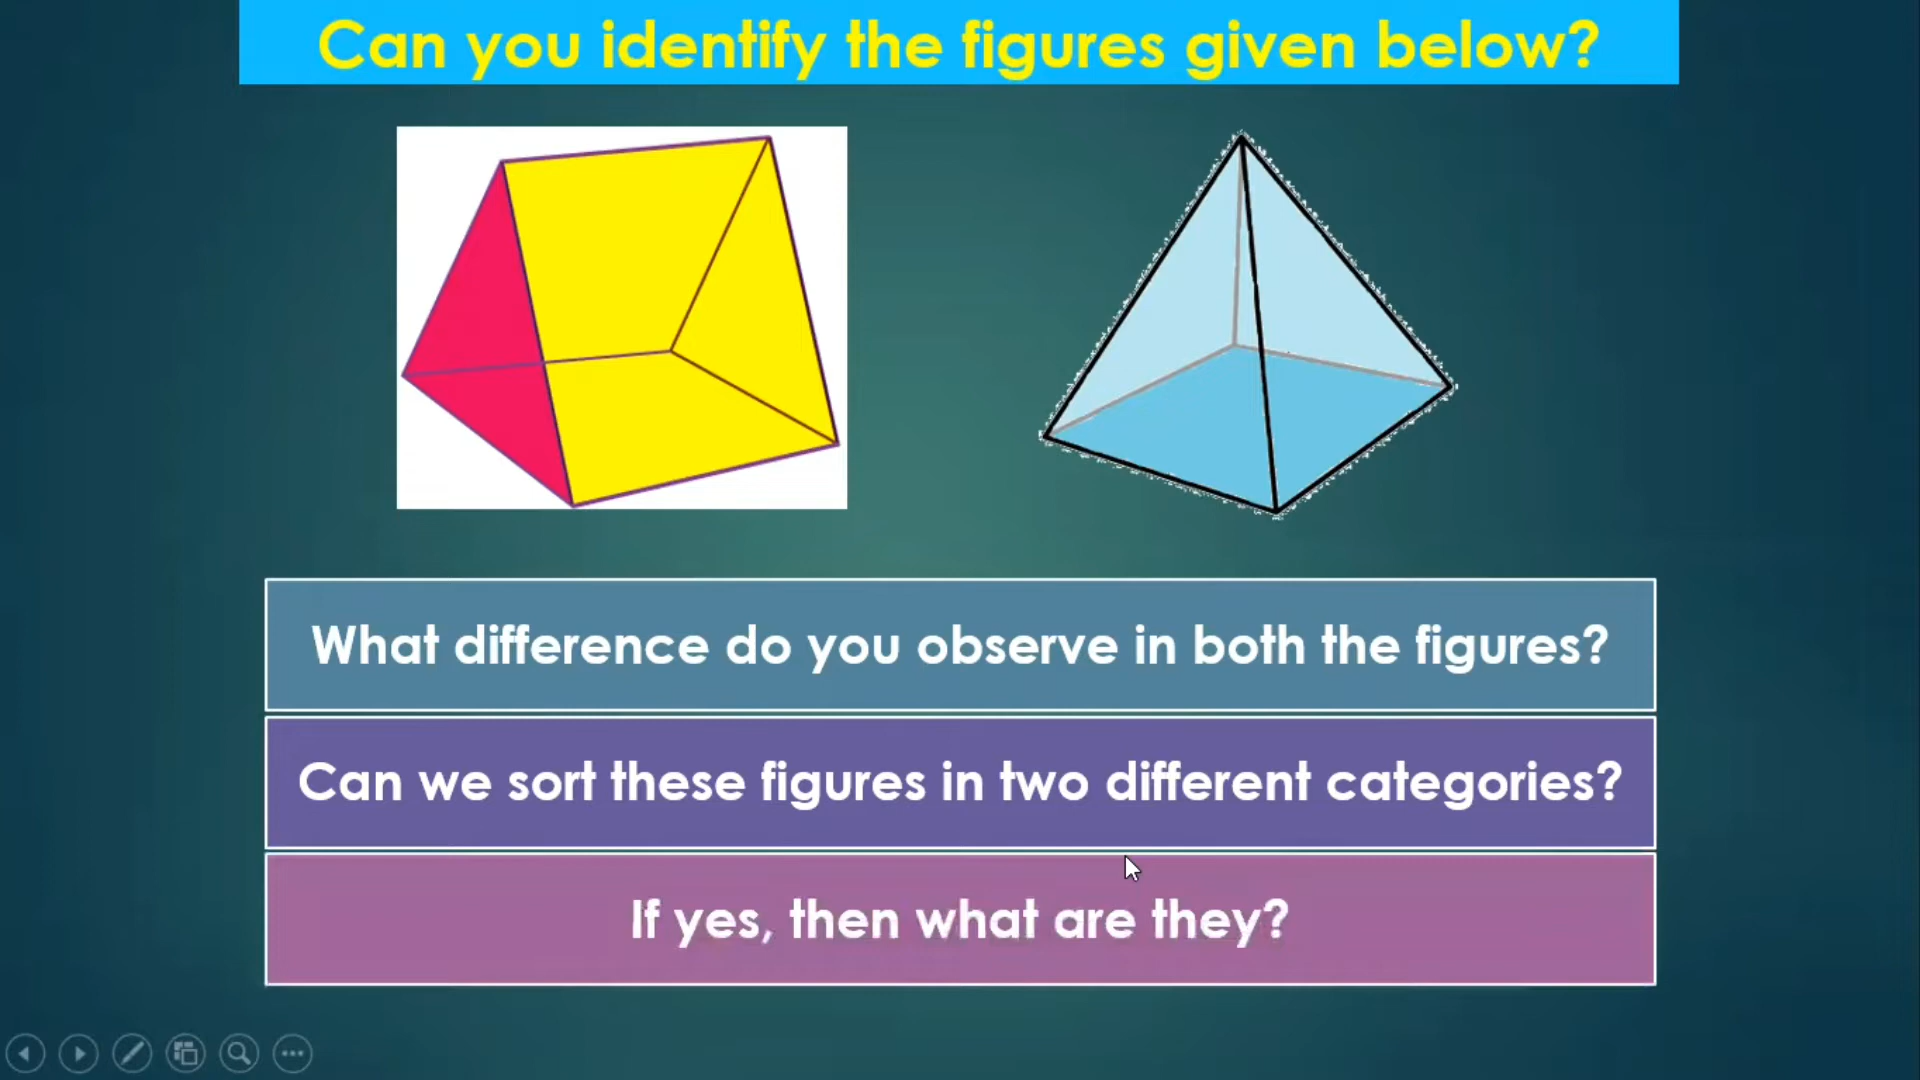 Can you identify the figures given below?
What difference do you observe in both the figures?
Can we sort these figures in two different categories?
If yes, then what are they?